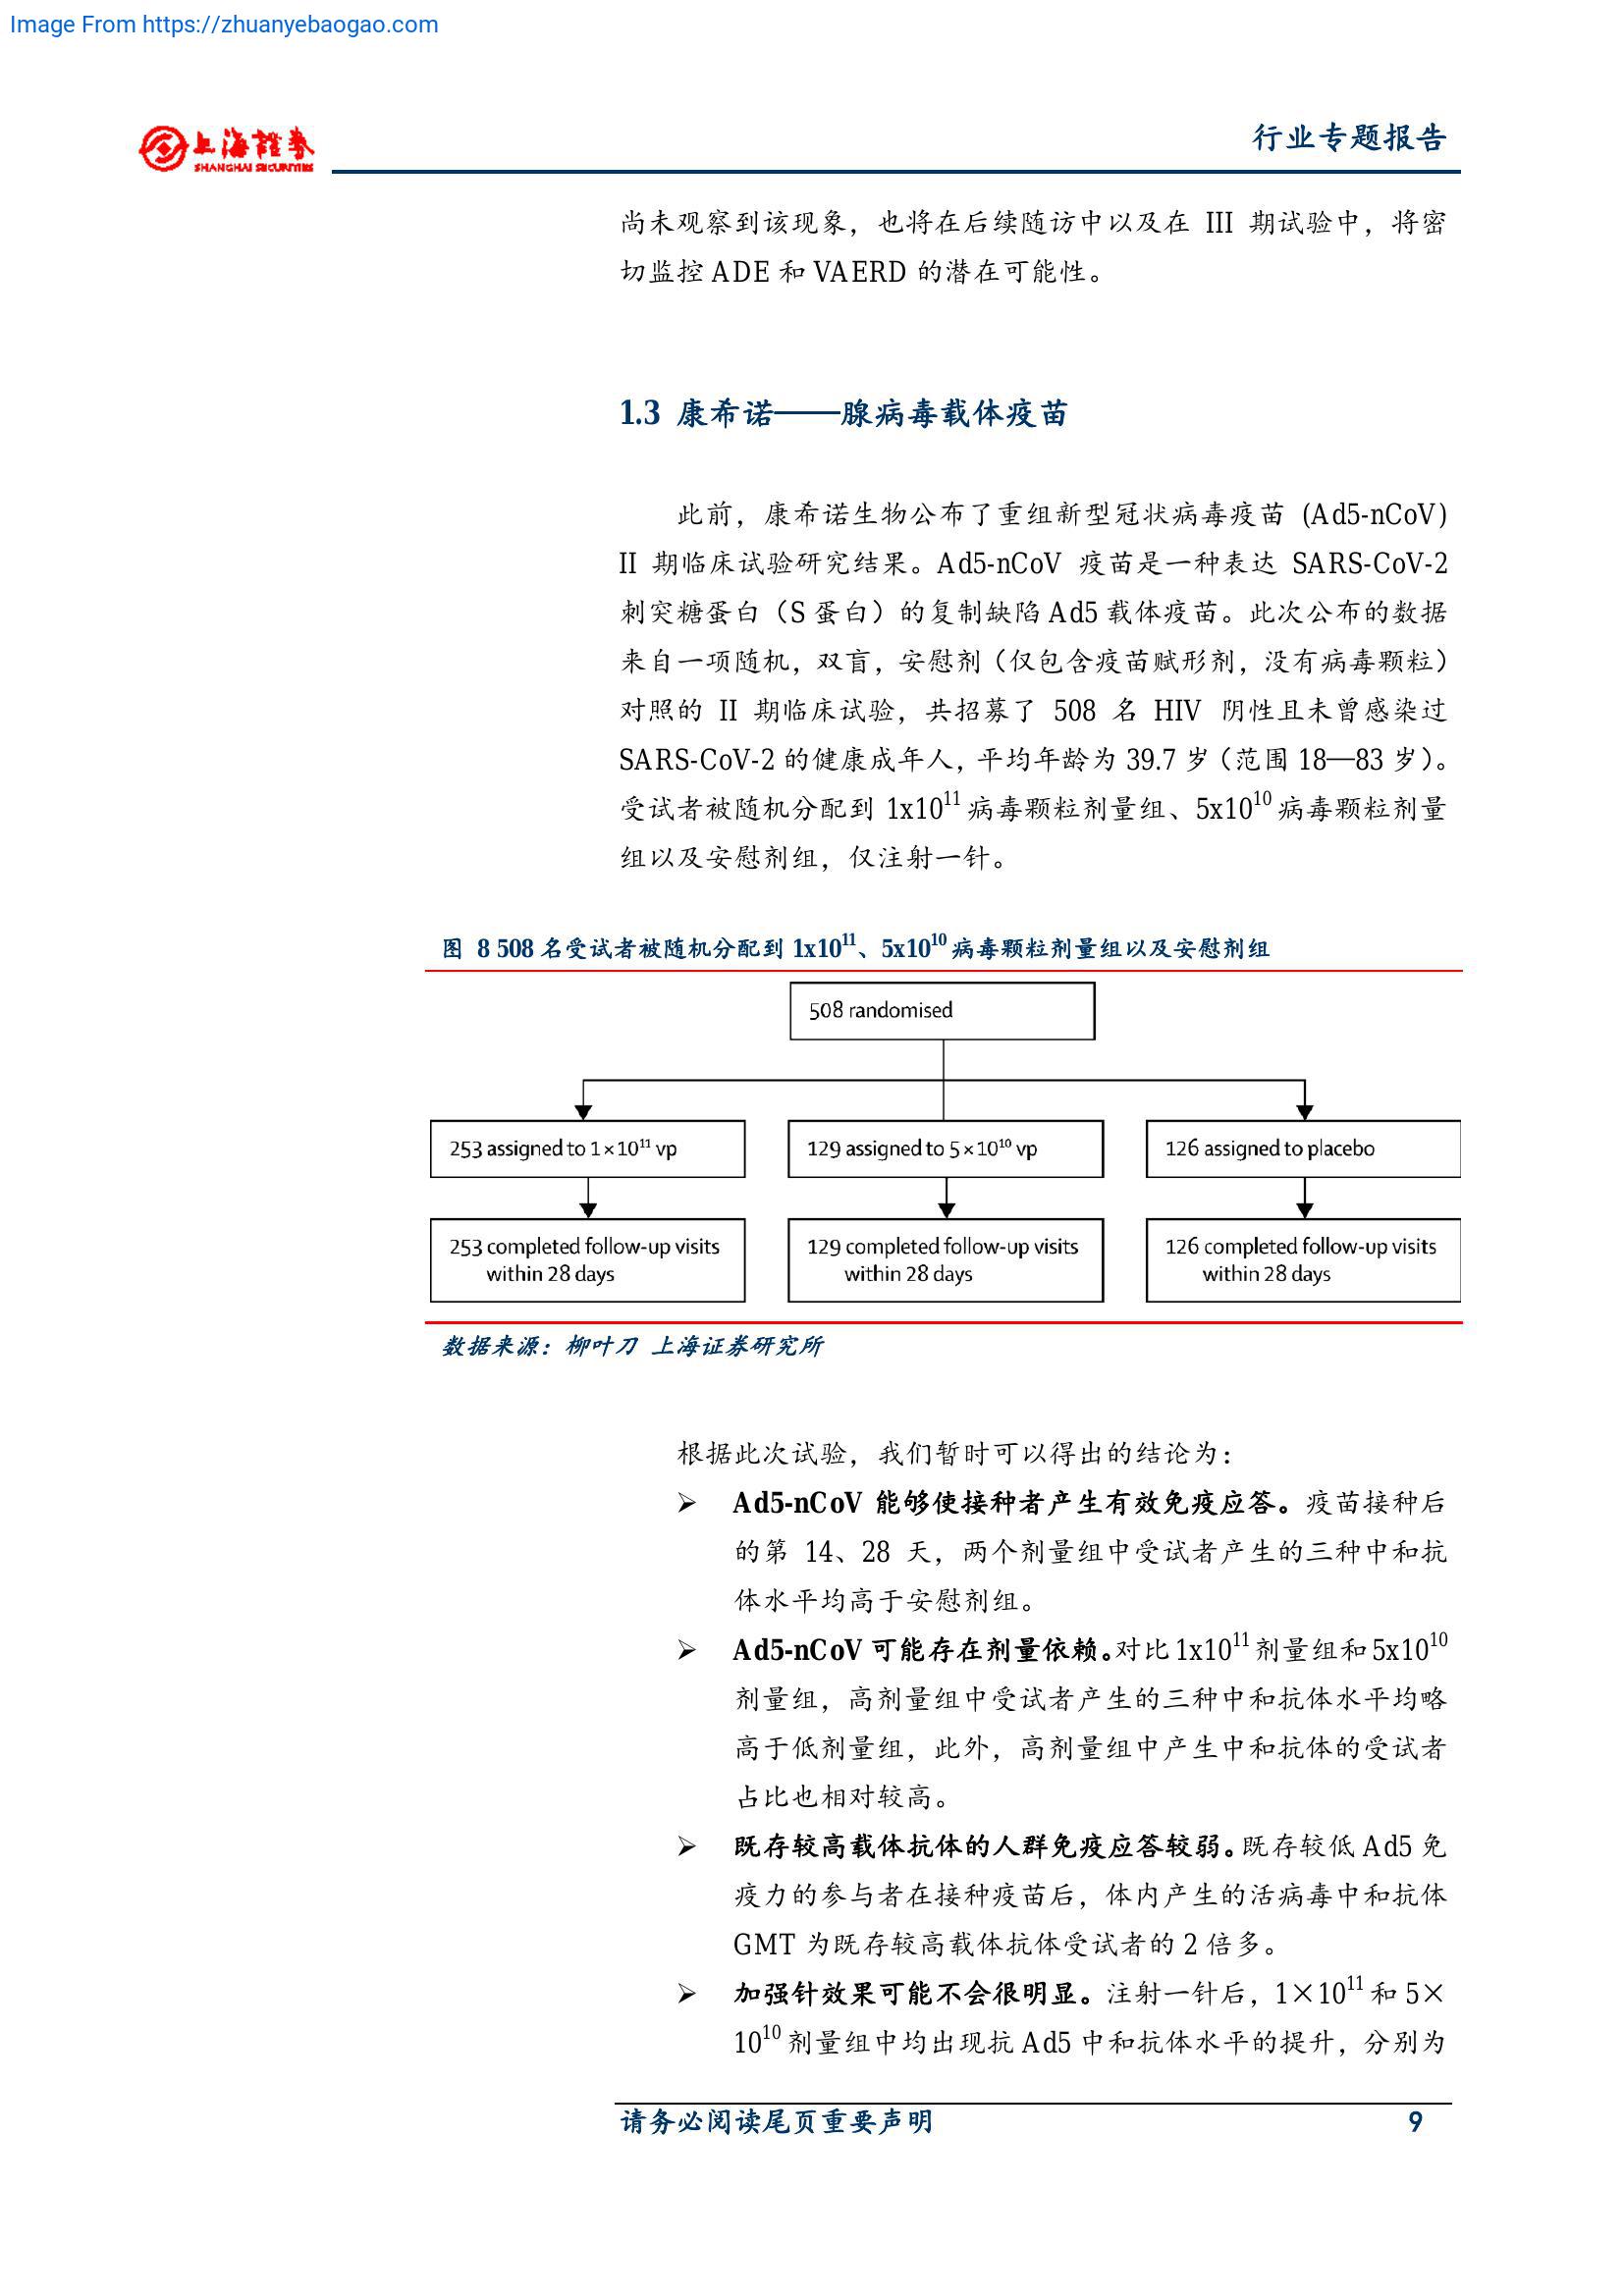 Image From https://zhuanyebaogao.com
上海證券
SHANGHAI SECURITIES
行业专题报告
尚未观察到该现象，也将在后续随访中以及在 III 期试验中，将密
切监控 ADE 和 VAERD 的潜在可能性。
1.3 康希诺——腺病毒载体疫苗
此前，康希诺生物公布了重组新型冠状病毒疫苗 (Ad5-nCoV)
II 期临床试验研究结果。Ad5-nCoV 疫苗是一种表达 SARS-CoV-2
刺突糖蛋白（S 蛋白）的复制缺陷 Ad5 载体疫苗。此次公布的数据
来自一项随机，双盲，安慰剂（仅包含疫苗赋形剂，没有病毒颗粒）
对照的 II 期临床试验，共招募了 508 名 HIV 阴性且未曾感染过
SARS-CoV-2 的健康成年人，平均年龄为 39.7 岁（范围 18—83 岁）。
受试者被随机分配到 1x10¹¹ 病毒颗粒剂量组、5x10¹⁰ 病毒颗粒剂量
组以及安慰剂组，仅注射一针。
图 8 508 名受试者被随机分配到 1x10¹¹、5x10¹⁰ 病毒颗粒剂量组以及安慰剂组
508 randomised
253 assigned to 1×10¹¹ vp
129 assigned to 5×10¹⁰ vp
126 assigned to placebo
253 completed follow-up visits
within 28 days
129 completed follow-up visits
within 28 days
126 completed follow-up visits
within 28 days
数据来源：柳叶刀 上海证券研究所
根据此次试验，我们暂时可以得出的结论为：
➢ Ad5-nCoV 能够使接种者产生有效免疫应答。疫苗接种后
的第 14、28 天，两个剂量组中受试者产生的三种中和抗
体水平均高于安慰剂组。
➢ Ad5-nCoV 可能存在剂量依赖。对比 1x10¹¹ 剂量组和 5x10¹⁰
剂量组，高剂量组中受试者产生的三种中和抗体水平均略
高于低剂量组，此外，高剂量组中产生中和抗体的受试者
占比也相对较高。
➢ 既存较高载体抗体的人群免疫应答较弱。既存较低 Ad5 免
疫力的参与者在接种疫苗后，体内产生的活病毒中和抗体
GMT 为既存较高载体抗体受试者的 2 倍多。
➢ 加强针效果可能不会很明显。注射一针后，1×10¹¹ 和 5×
10¹⁰ 剂量组中均出现抗 Ad5 中和抗体水平的提升，分别为
请务必阅读尾页重要声明
9